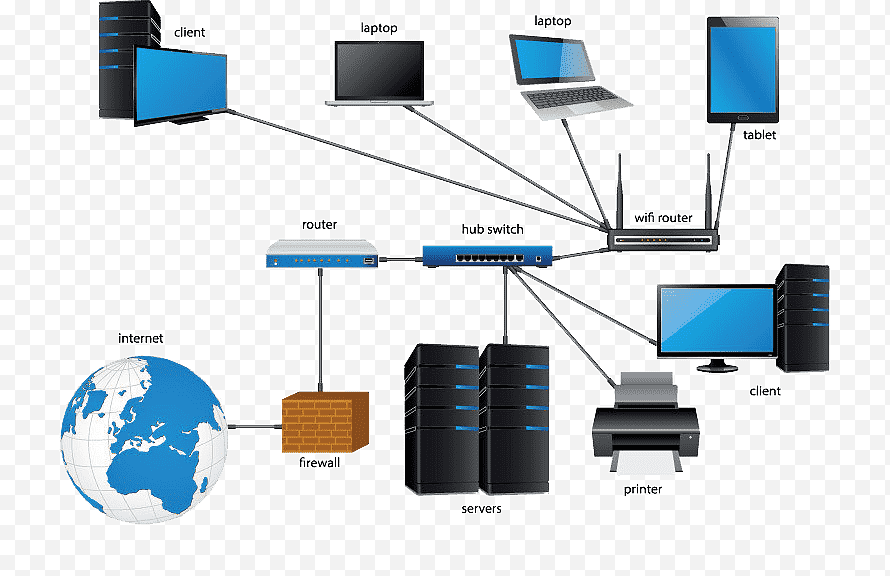 client
laptop
laptop
tablet
wifi router
router
hub switch
internet
client
firewall
printer
servers